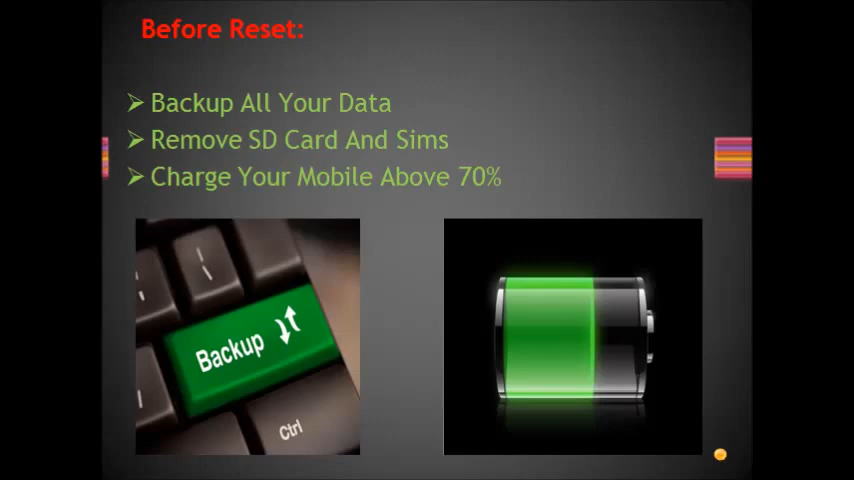 Before Reset:
➢ Backup All Your Data
➢ Remove SD Card And Sims
➢ Charge Your Mobile Above 70%
Backup
Ctrl